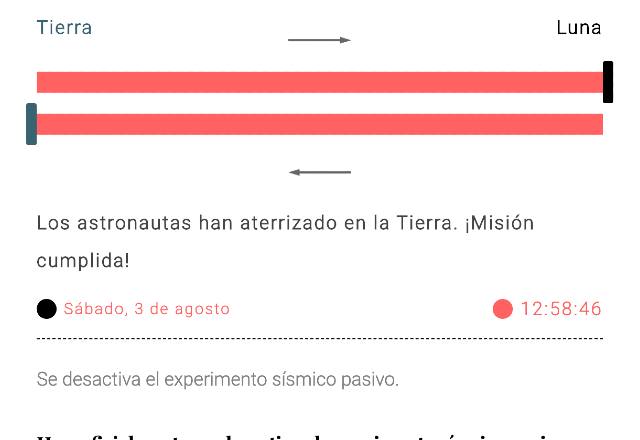 Tierra
Luna
Los astronautas han aterrizado en la Tierra. ¡Misión
cumplida!
Sábado, 3 de agosto
12:58:46
Se desactiva el experimento sísmico pasivo.